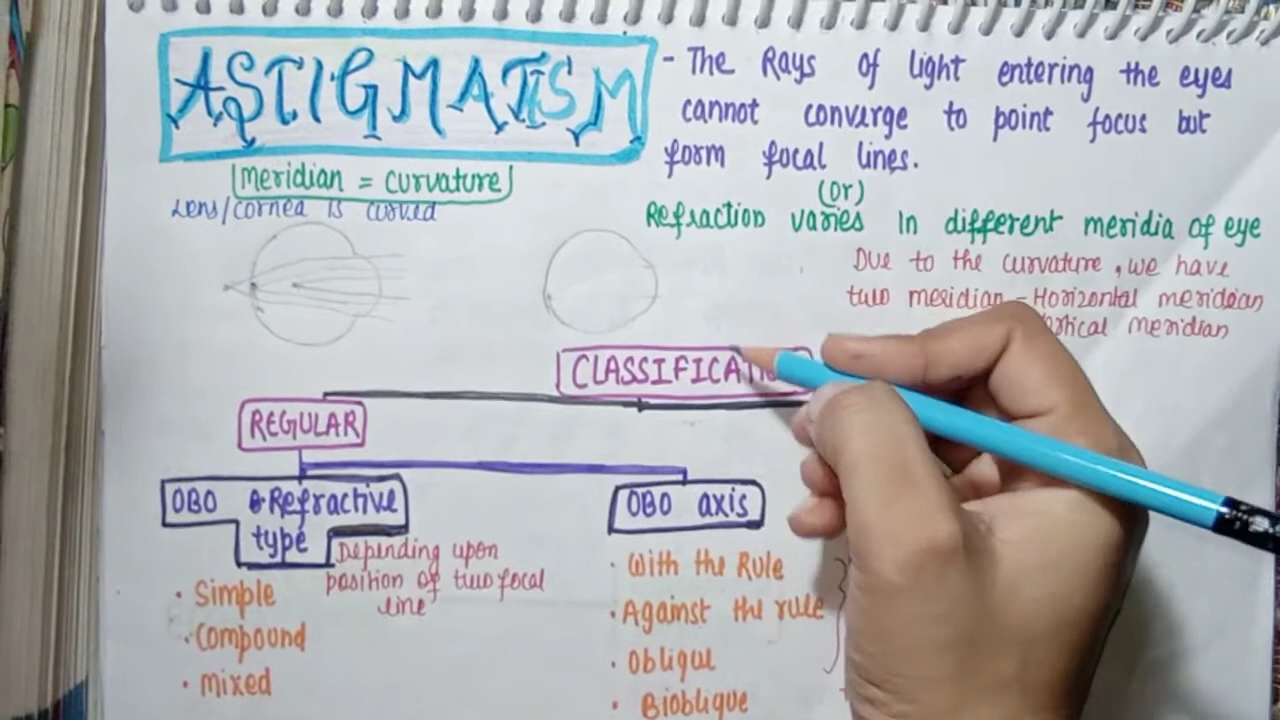 ASTIGMATISM
- The Rays of light entering the eyes
cannot converge to point focus but
form focal lines.
(Or)
Meridian = curvature
Lens/cornea is curved
Refraction varies in different meridia of eye
Due to the curvature, we have
two meridian - Horizontal meridian
meridian
REGULAR
OBO Refractive
type
Depending upon
position of two focal
line
• Simple
• Compound
• mixed
OBO axis
• With the Rule
• Against the rule
• Oblique
• Bioblique